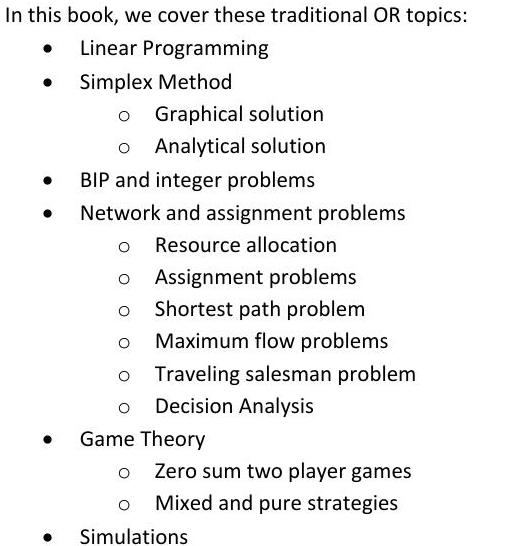 In this book, we cover these traditional OR topics:
• Linear Programming
• Simplex Method
o Graphical solution
o Analytical solution
• BIP and integer problems
• Network and assignment problems
o Resource allocation
o Assignment problems
o Shortest path problem
o Maximum flow problems
o Traveling salesman problem
o Decision Analysis
• Game Theory
o Zero sum two player games
o Mixed and pure strategies
• Simulations